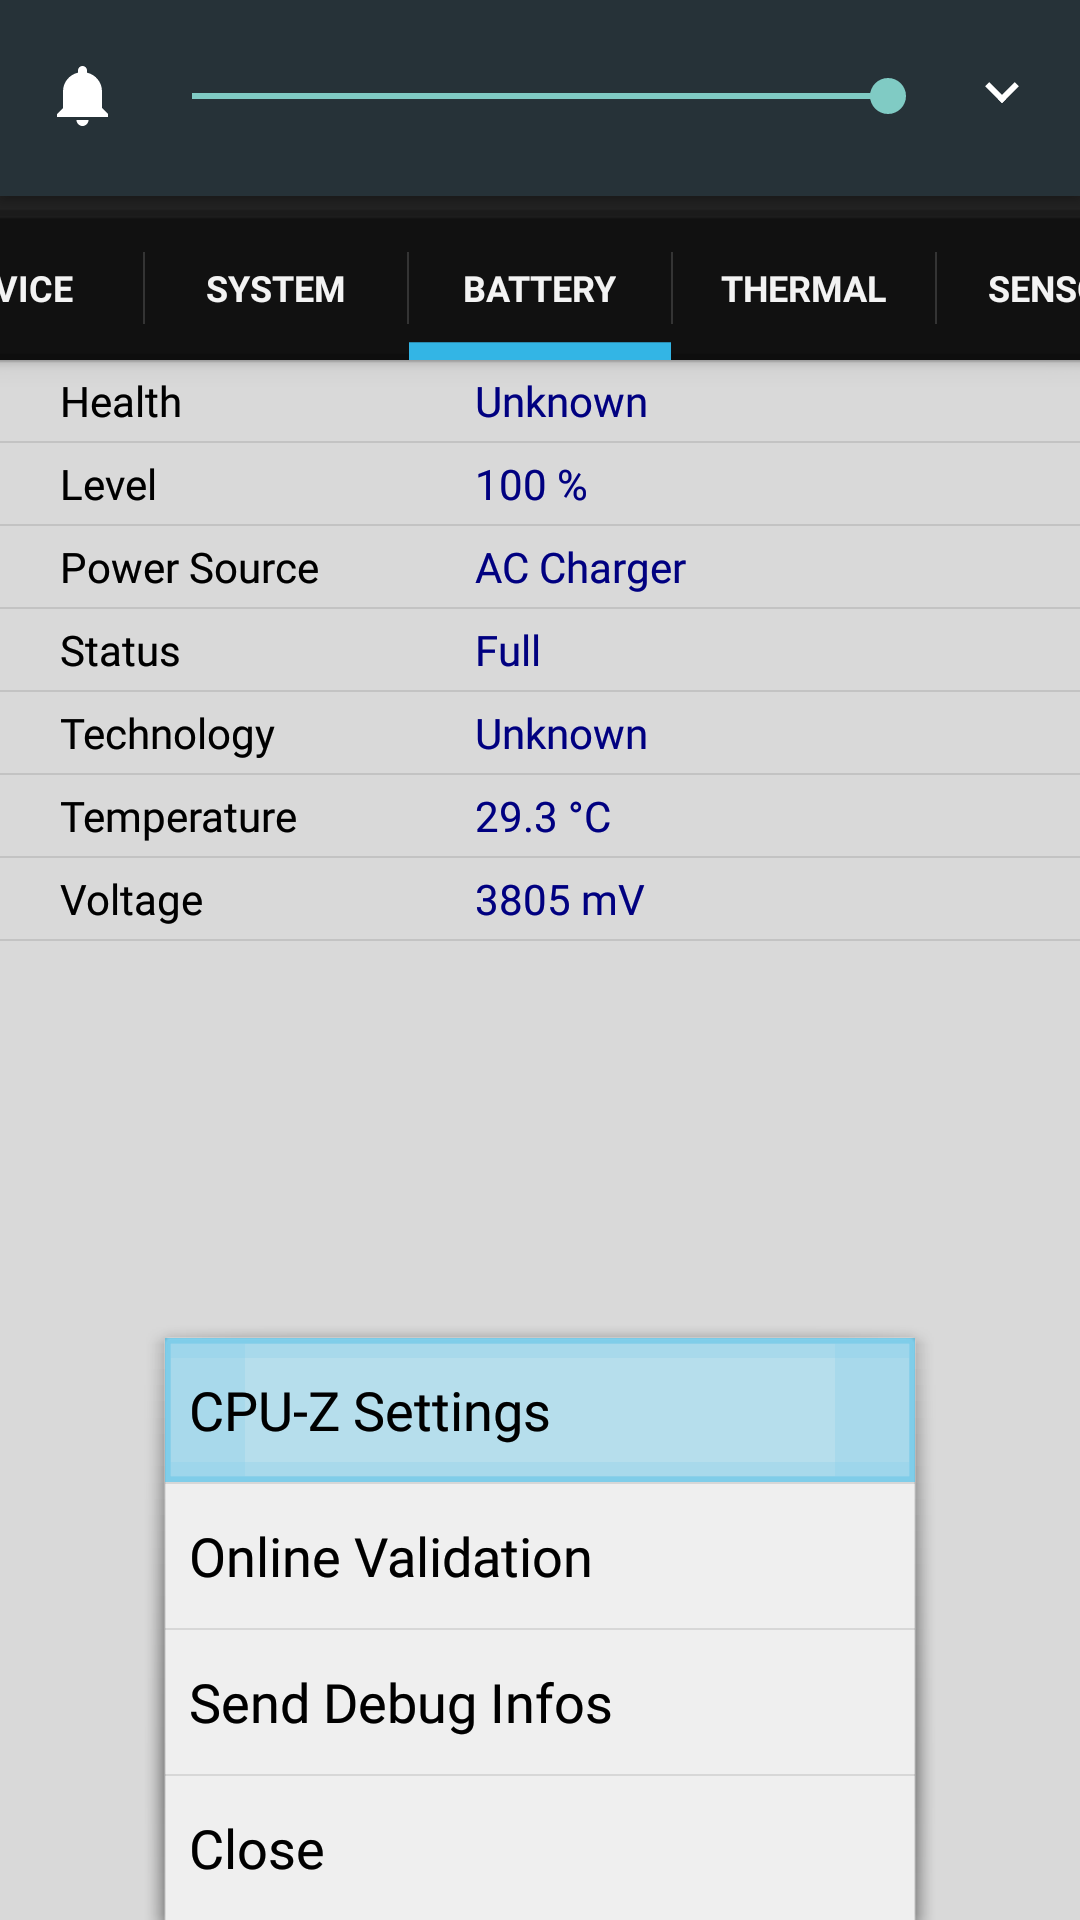 VICE SYSTEM BATTERY THERMAL SENS
Health Unknown
Level 100 %
Power Source AC Charger
Status Full
Technology Unknown
Temperature 29.3 °C
Voltage 3805 mV
CPU-Z Settings
Online Validation
Send Debug Infos
Close